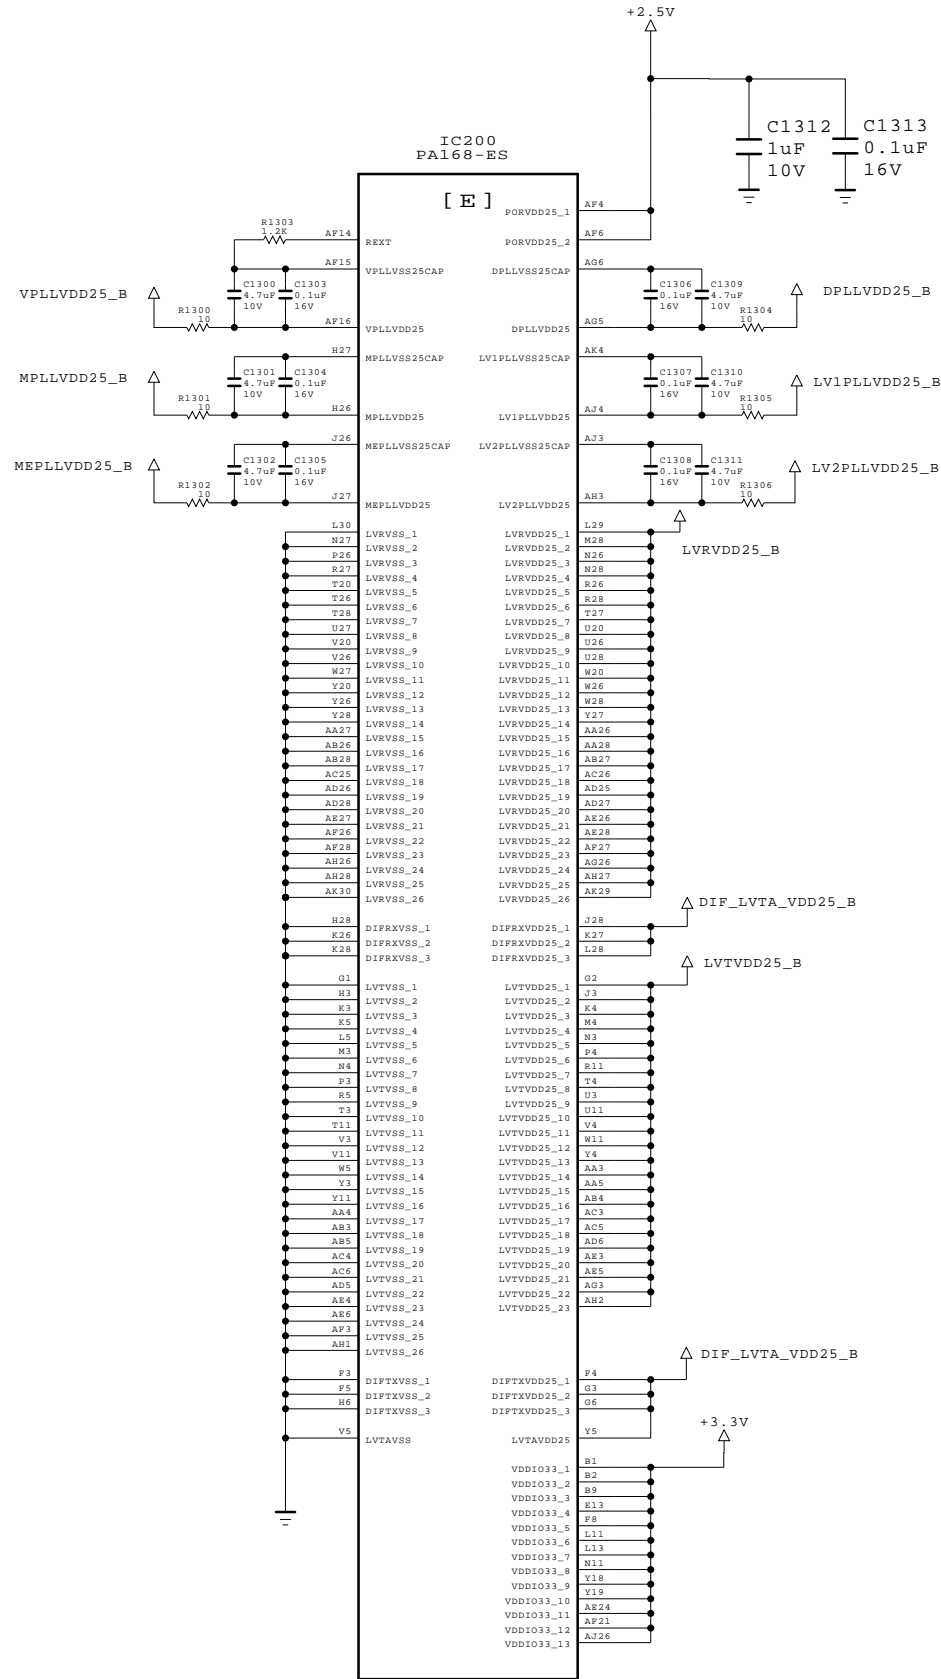 +2.5V
C1312
1uF
10V
C1313
0.1uF
16V
IC200
PA168-ES
[ E ]
R1303
1.2K
AF14
REXT
AF15
VPLLVSS25CAP
C1300
4.7uF
10V
C1303
0.1uF
16V
VPLLVDD25_B
R1300
10
AF16
VPLLVDD25
H27
MPLLVSS25CAP
C1301
4.7uF
10V
C1304
0.1uF
16V
MPLLVDD25_B
R1301
10
H26
MPLLVDD25
J26
MEPLLVSS25CAP
C1302
4.7uF
10V
C1305
0.1uF
16V
MEPLLVDD25_B
R1302
10
J27
MEPLLVDD25
PORVDD25_1 AF4
PORVDD25_2 AF6
DPLLVSS25CAP AG6
C1306
0.1uF
16V
C1309
4.7uF
10V
R1304
10
DPLLVDD25_B
DPLLVDD25 AG5
LV1PLLVSS25CAP AK4
C1307
0.1uF
16V
C1310
4.7uF
10V
R1305
10
LV1PLLVDD25_B
LV1PLLVDD25 AJ4
LV2PLLVSS25CAP AJ3
C1308
0.1uF
16V
C1311
4.7uF
10V
R1306
10
LV2PLLVDD25_B
LV2PLLVDD25 AH3
LVRVDD25_B
L30 LVRVSS_1 LVRVDD25_1 L29
N27 LVRVSS_2 LVRVDD25_2 M28
P26 LVRVSS_3 LVRVDD25_3 N26
R27 LVRVSS_4 LVRVDD25_4 N28
T20 LVRVSS_5 LVRVDD25_5 R26
T26 LVRVSS_6 LVRVDD25_6 R28
T28 LVRVSS_7 LVRVDD25_7 T27
U27 LVRVSS_8 LVRVDD25_8 U20
V20 LVRVSS_9 LVRVDD25_9 U26
V26 LVRVSS_10 LVRVDD25_10 U28
W27 LVRVSS_11 LVRVDD25_11 W20
Y20 LVRVSS_12 LVRVDD25_12 W26
Y26 LVRVSS_13 LVRVDD25_13 W28
Y28 LVRVSS_14 LVRVDD25_14 Y27
AA27 LVRVSS_15 LVRVDD25_15 AA26
AB26 LVRVSS_16 LVRVDD25_16 AA28
AB28 LVRVSS_17 LVRVDD25_17 AB27
AC25 LVRVSS_18 LVRVDD25_18 AC26
AD26 LVRVSS_19 LVRVDD25_19 AD25
AD28 LVRVSS_20 LVRVDD25_20 AD27
AE27 LVRVSS_21 LVRVDD25_21 AE26
AF26 LVRVSS_22 LVRVDD25_22 AE28
AF28 LVRVSS_23 LVRVDD25_23 AF27
AH26 LVRVSS_24 LVRVDD25_24 AG26
AH28 LVRVSS_25 LVRVDD25_25 AH27
AK30 LVRVSS_26 LVRVDD25_26 AK29
DIF_LVTA_VDD25_B
H28 DIFRXVSS_1 DIFRXVDD25_1 J28
K26 DIFRXVSS_2 DIFRXVDD25_2 K27
K28 DIFRXVSS_3 DIFRXVDD25_3 L28
LVTVDD25_B
G1 LVTVSS_1 LVTVDD25_1 G2
H3 LVTVSS_2 LVTVDD25_2 J3
K3 LVTVSS_3 LVTVDD25_3 K4
K5 LVTVSS_4 LVTVDD25_4 M4
L5 LVTVSS_5 LVTVDD25_5 N3
M3 LVTVSS_6 LVTVDD25_6 P4
N4 LVTVSS_7 LVTVDD25_7 R11
P3 LVTVSS_8 LVTVDD25_8 T4
R5 LVTVSS_9 LVTVDD25_9 U3
T3 LVTVSS_10 LVTVDD25_10 U11
T11 LVTVSS_11 LVTVDD25_11 V4
V3 LVTVSS_12 LVTVDD25_12 W11
V11 LVTVSS_13 LVTVDD25_13 Y4
W5 LVTVSS_14 LVTVDD25_14 AA3
Y3 LVTVSS_15 LVTVDD25_15 AA5
Y11 LVTVSS_16 LVTVDD25_16 AB4
AA4 LVTVSS_17 LVTVDD25_17 AC3
AB3 LVTVSS_18 LVTVDD25_18 AC5
AB5 LVTVSS_19 LVTVDD25_19 AD6
AC4 LVTVSS_20 LVTVDD25_20 AE3
AC6 LVTVSS_21 LVTVDD25_21 AE5
AD5 LVTVSS_22 LVTVDD25_22 AG3
AE4 LVTVSS_23 LVTVDD25_23 AH2
AE6 LVTVSS_24
AF3 LVTVSS_25
AH1 LVTVSS_26
DIF_LVTA_VDD25_B
F3 DIFTXVSS_1 DIFTXVDD25_1 F4
F5 DIFTXVSS_2 DIFTXVDD25_2 G3
H6 DIFTXVSS_3 DIFTXVDD25_3 G6
V5 LVTAVSS LVTAVDD25 Y5
+3.3V
VDDIO33_1 B1
VDDIO33_2 B2
VDDIO33_3 B9
VDDIO33_4 E13
VDDIO33_5 F8
VDDIO33_6 L11
VDDIO33_7 L13
VDDIO33_8 N11
VDDIO33_9 Y18
VDDIO33_10 Y19
VDDIO33_11 AE24
VDDIO33_12 AF21
VDDIO33_13 AJ26